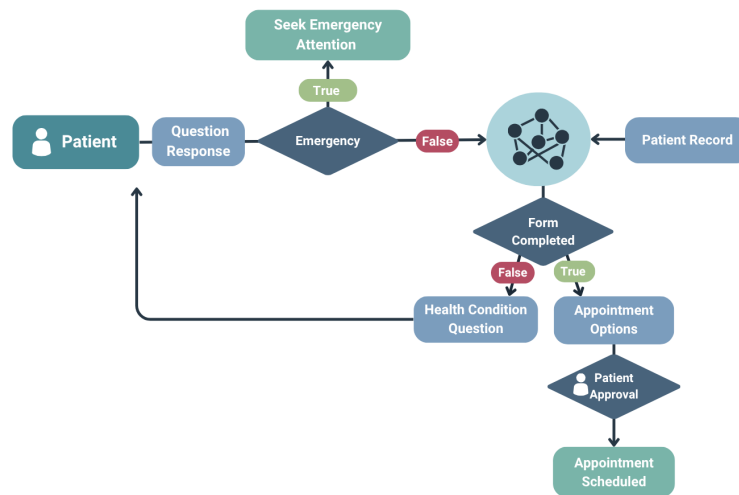 Seek Emergency
Attention
True
Patient
Question
Response
Emergency
False
Patient Record
Form
Completed
False
True
Health Condition
Question
Appointment
Options
Patient
Approval
Appointment
Scheduled